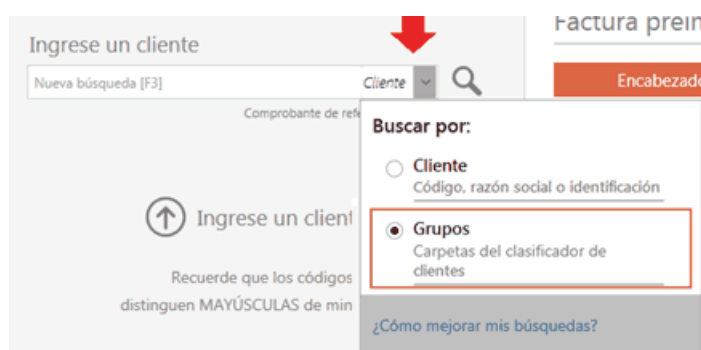 Factura prein
Ingrese un cliente
Nueva búsqueda [F3]
Cliente
Encabezado
Comprobante de refe
Buscar por:
Cliente
Código, razón social o identificación
Grupos
Carpetas del clasificador de
clientes
Ingrese un client
Recuerde que los códigos
distinguen MAYÚSCULAS de min
¿Cómo mejorar mis búsquedas?